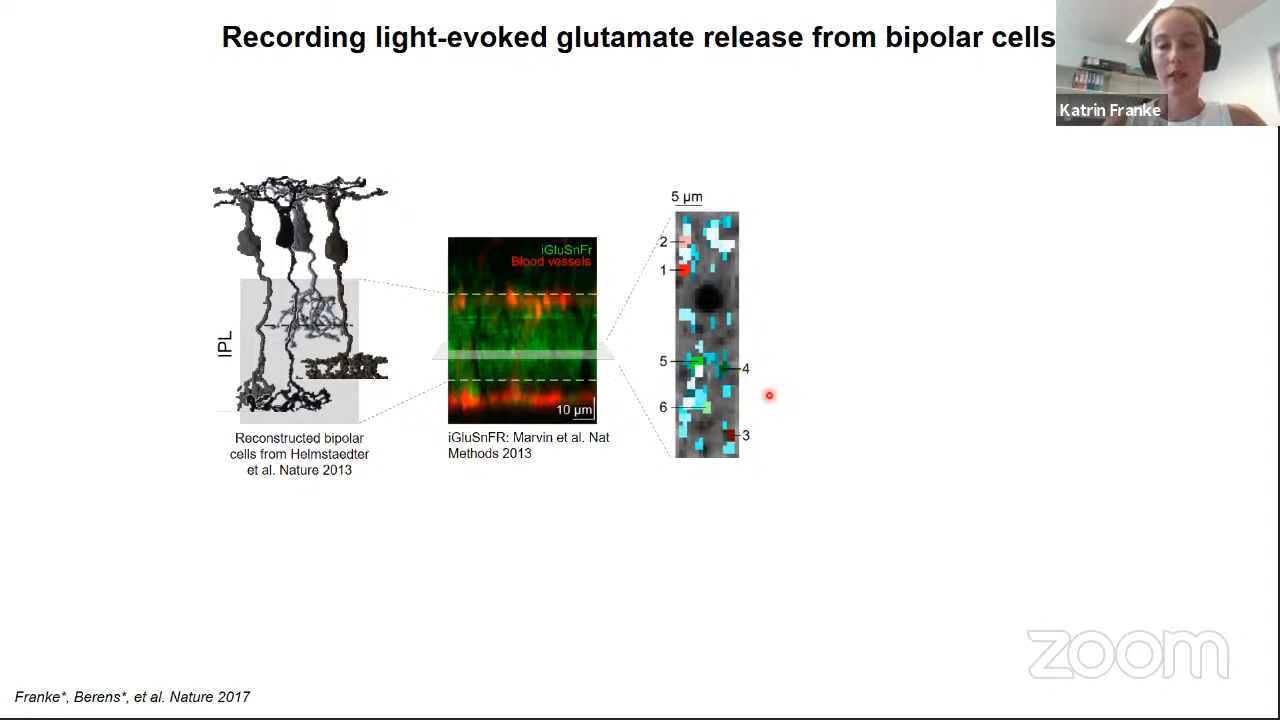 Recording light-evoked glutamate release from bipolar cells
Katrin Franke
IPL
Reconstructed bipolar
cells from Helmstaedter
et al. Nature 2013
iGluSnFr
Blood vessels
10 µm
iGluSnFR: Marvin et al. Nat
Methods 2013
5 µm
2
1
5
4
6
3
zoom
Franke*, Berens*, et al. Nature 2017